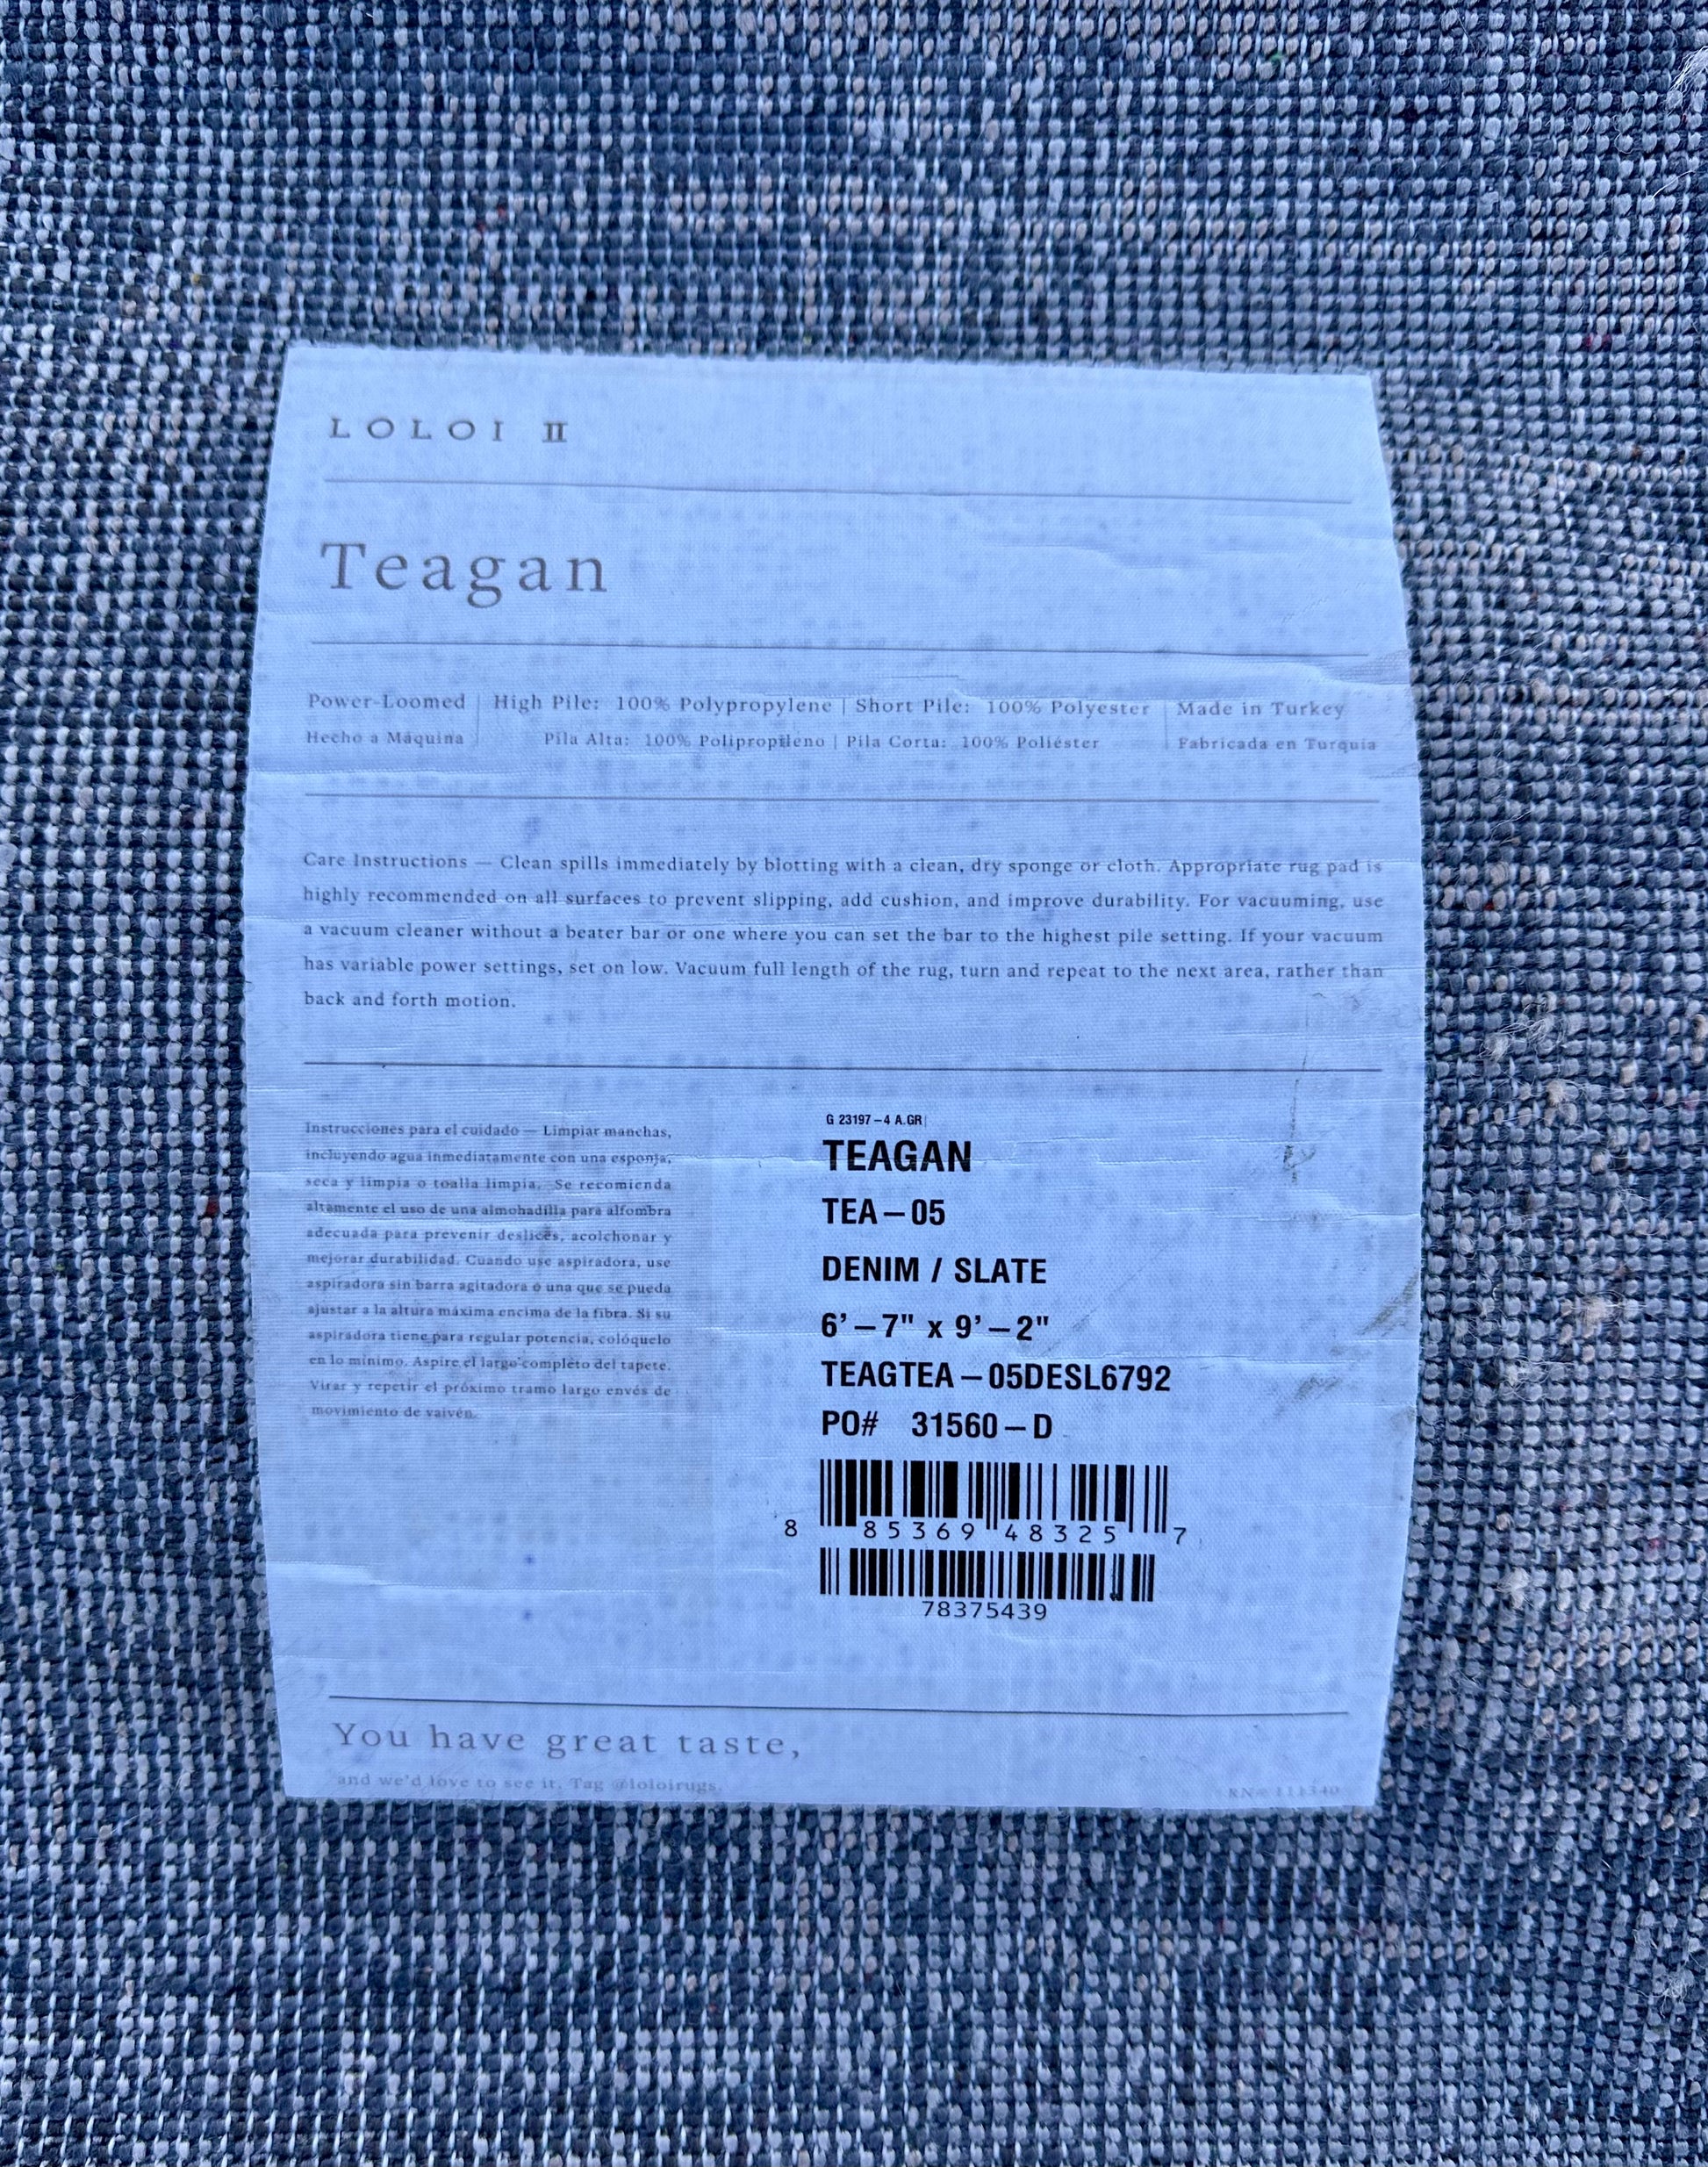 LOLOI II
Teagan
Power-Loomed | High Pile: 100% Polypropylene | Short Pile: 100% Polyester | Made in Turkey
Hecho a Máquina | Pila Alta: 100% Polipropileno | Pila Corta: 100% Poliéster | Fabricada en Turquia
Care Instructions — Clean spills immediately by blotting with a clean, dry sponge or cloth. Appropriate rug pad is
highly recommended on all surfaces to prevent slipping, add cushion, and improve durability. For vacuuming, use
a vacuum cleaner without a beater bar or one where you can set the bar to the highest pile setting. If your vacuum
has variable power settings, set on low. Vacuum full length of the rug, turn and repeat to the next area, rather than
back and forth motion.
Instrucciones para el cuidado — Limpiar manchas,
incluyendo agua inmediatamente con una esponja,
seca y limpia o toalla limpia. Se recomienda
altamente el uso de una almohadilla para alfombra
adecuada para prevenir deslices, acolchonar y
mejorar durabilidad. Cuando use aspiradora, use
aspiradora sin barra agitadora o una que se pueda
ajustar a la altura máxima encima de la fibra. Si su
aspiradora tiene para regular potencia, colóquelo
en lo mínimo. Aspire el largo completo del tapete.
Virar y repetir el próximo tramo largo envés de
movimiento de vaivén.
G 23197-4 A.GR
TEAGAN
TEA-05
DENIM / SLATE
6'-7" x 9'-2"
TEAGTEA-05DESL6792
PO# 31560-D
8 85369 48325 7
78375439
You have great taste,
and we'd love to see it. Tag @loloirugs.